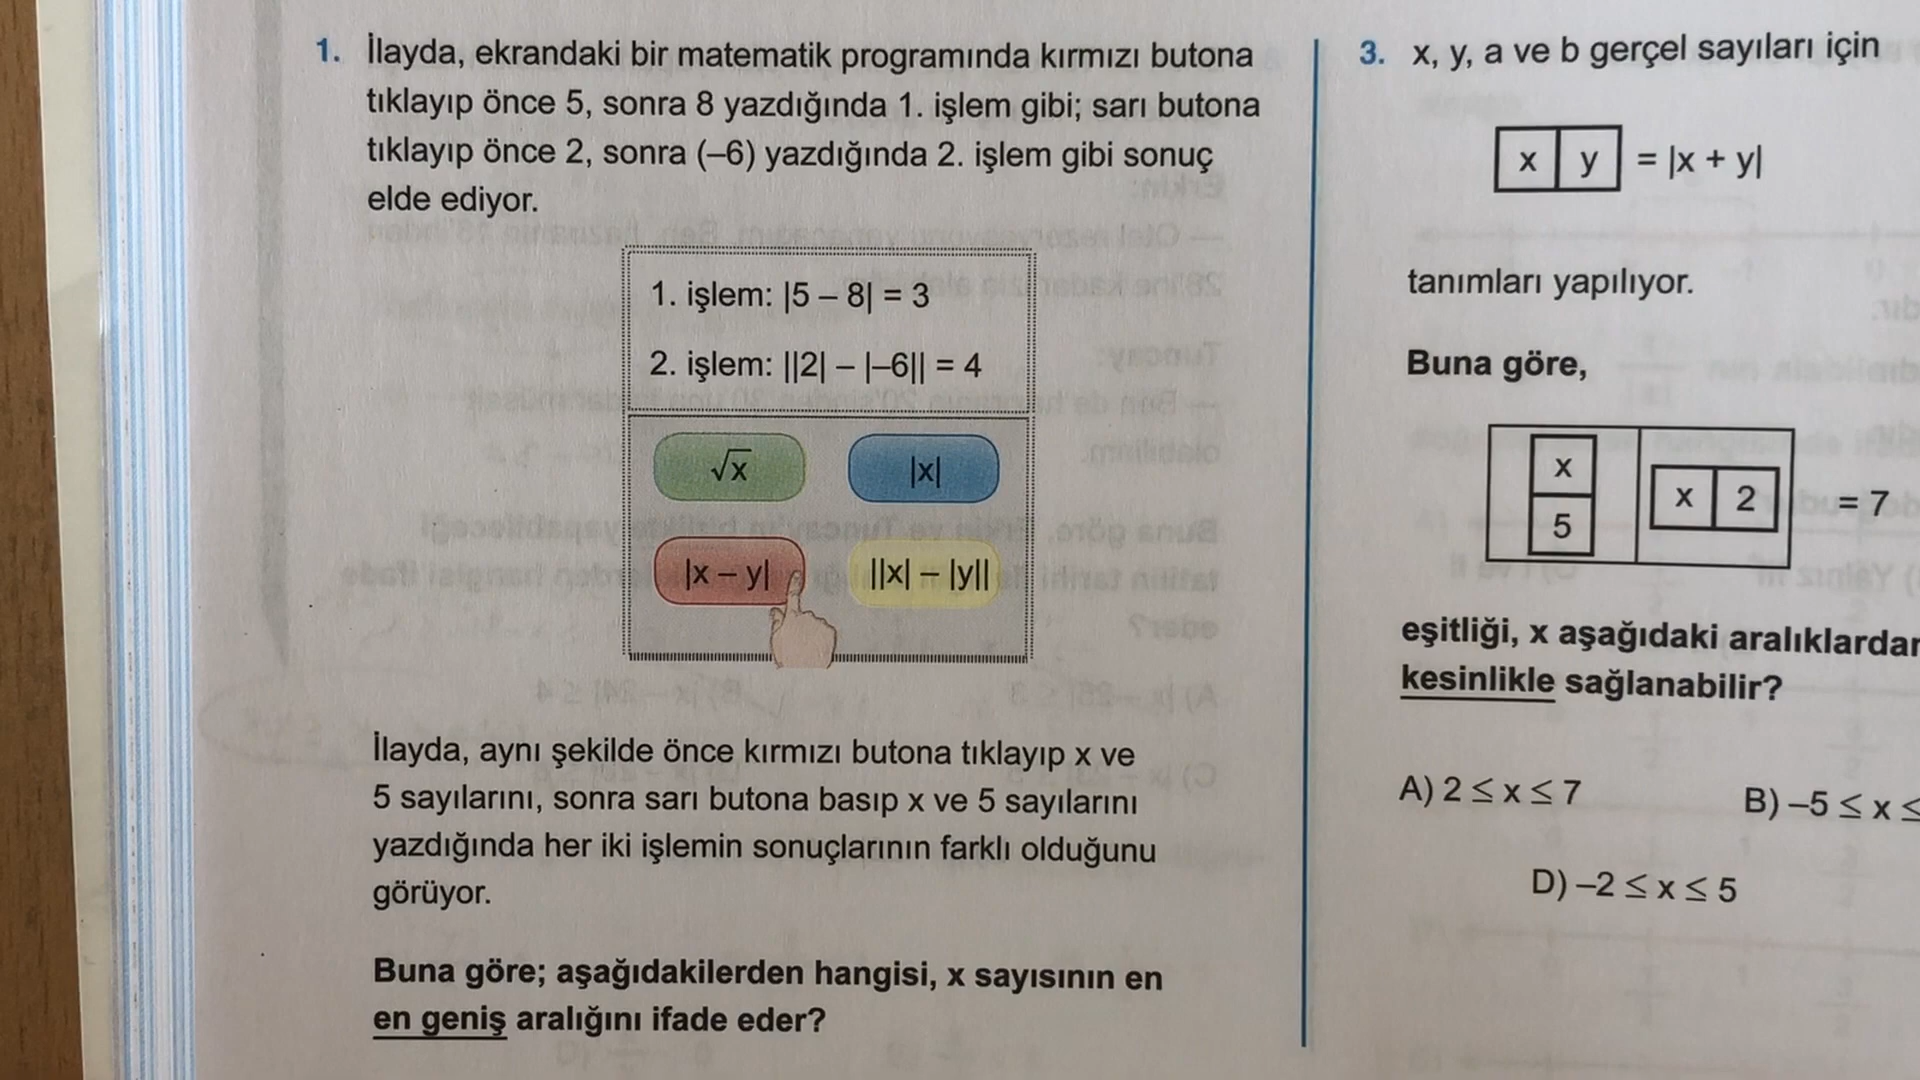 1. İlayda, ekrandaki bir matematik programında kırmızı butona
tıklayıp önce 5, sonra 8 yazdığında 1. işlem gibi; sarı butona
tıklayıp önce 2, sonra (–6) yazdığında 2. işlem gibi sonuç
elde ediyor.
1. işlem: |5 – 8| = 3
2. işlem: ||2| – |–6|| = 4
√x |x|
|x – y| ||x| – |y||
İlayda, aynı şekilde önce kırmızı butona tıklayıp x ve
5 sayılarını, sonra sarı butona basıp x ve 5 sayılarını
yazdığında her iki işlemin sonuçlarının farklı olduğunu
görüyor.
Buna göre; aşağıdakilerden hangisi, x sayısının en
en geniş aralığını ifade eder?
3. x, y, a ve b gerçel sayıları için
x y = |x + y|
tanımları yapılıyor.
Buna göre,
x
5
x 2 = 7
eşitliği, x aşağıdaki
kesinlikle sağlanabilir?
A) 2 ≤ x ≤ 7
B) –5 ≤ x ≤
D) –2 ≤ x ≤ 5